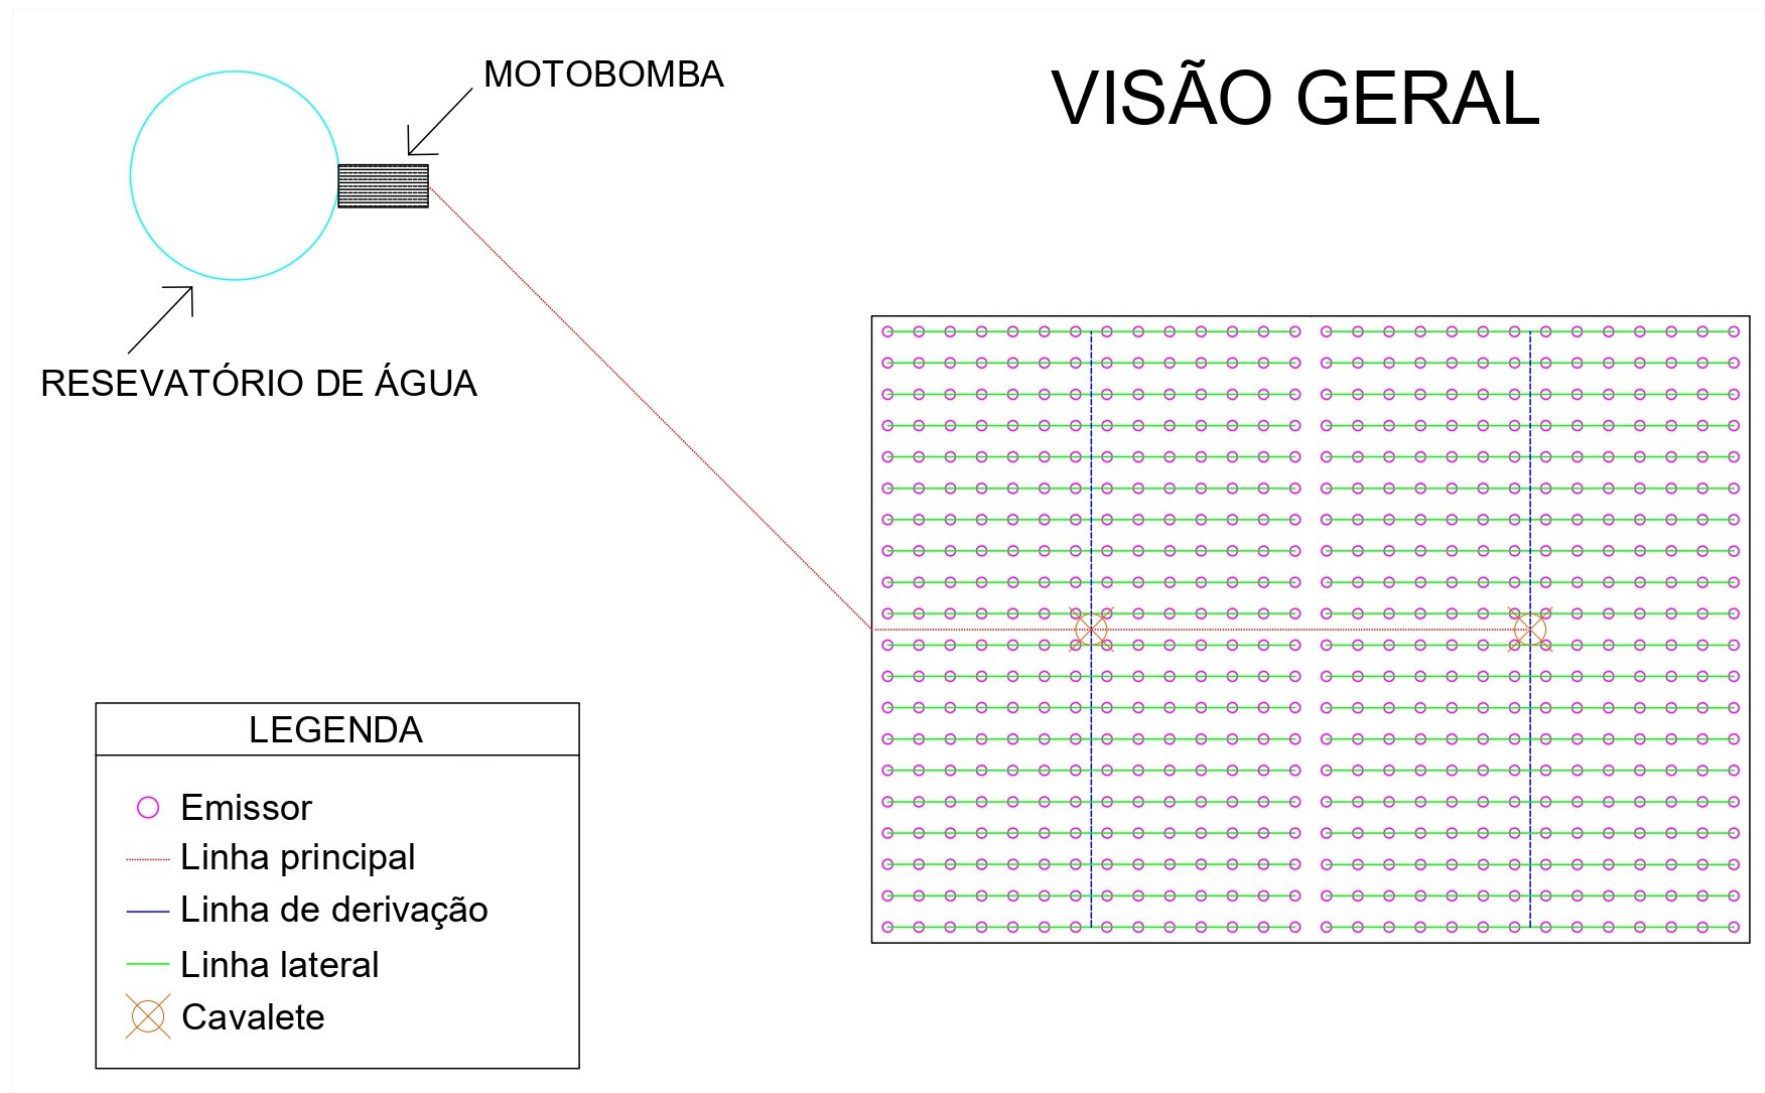 MOTOBOMBA
VISÃO GERAL
RESEVATÓRIO DE ÁGUA
LEGENDA
Emissor
Linha principal
Linha de derivação
Linha lateral
Cavalete